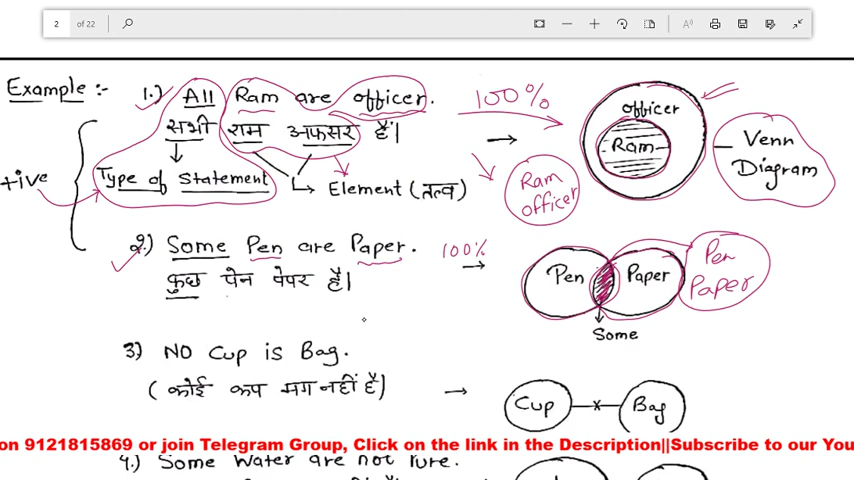 2 of 22
Example :-
1.) All Ram are officer.
सभी राम अफसर हैं|
Type of Statement
Element (तत्व)
+ive
100%
Ram
officer
officer
Ram
Venn
Diagram
2.) Some Pen are Paper.
कुछ पेन पेपर हैं|
100%
Pen Paper
Some
Pen
Paper
3) NO Cup is Bag.
(कोई कप मग नहीं है|
Cup x Bag
on 9121815869 or join Telegram Group, Click on the link in the Description||Subscribe to our You
4.) Some Water are not Pure.